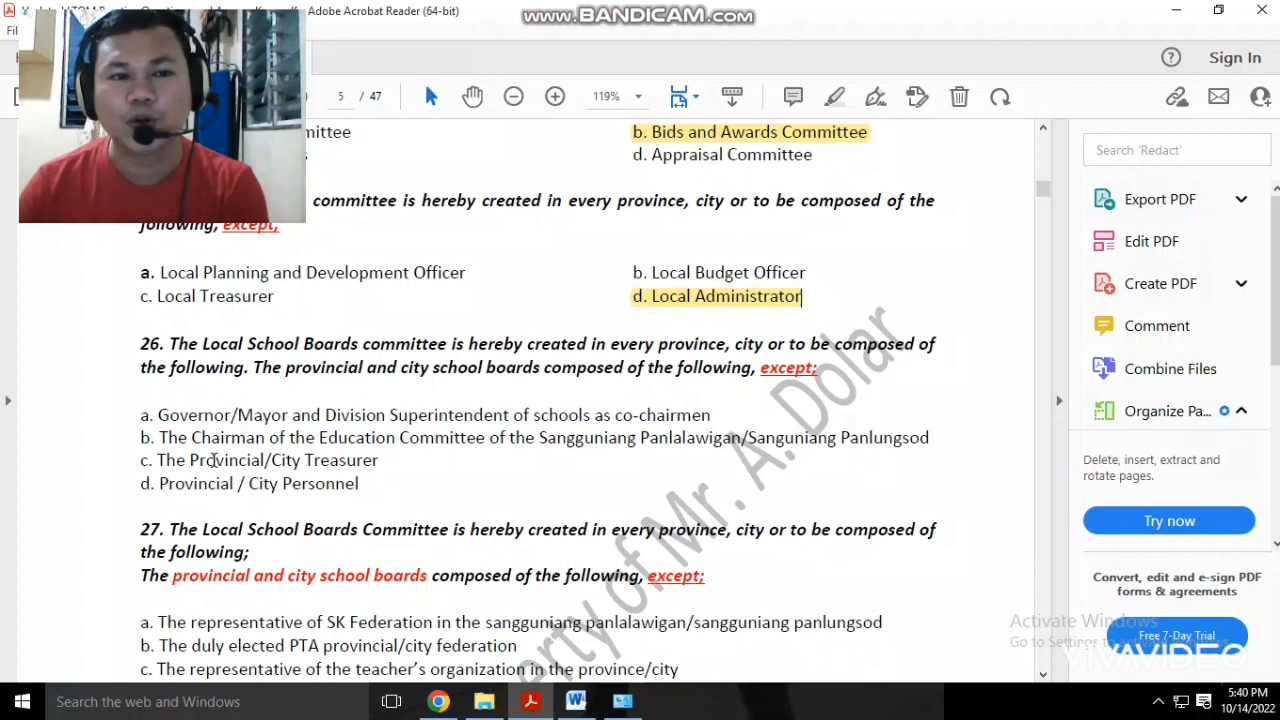 Adobe Acrobat Reader (64-bit)
www.BANDICAM.com
Sign In
5 / 47
119%
Search 'Redact'
b. Bids and Awards Committee
d. Appraisal Committee
committee is hereby created in every province, city or to be composed of the
following, except;
a. Local Planning and Development Officer
b. Local Budget Officer
c. Local Treasurer
d. Local Administrator
26. The Local School Boards committee is hereby created in every province, city or to be composed of
the following. The provincial and city school boards composed of the following, except;
a. Governor/Mayor and Division Superintendent of schools as co-chairmen
b. The Chairman of the Education Committee of the Sangguniang Panlalawigan/Sanguniang Panlungsod
c. The Provincial/City Treasurer
d. Provincial / City Personnel
27. The Local School Boards Committee is hereby created in every province, city or to be composed of
the following;
The provincial and city school boards composed of the following, except;
a. The representative of SK Federation in the sangguniang panlalawigan/sangguniang panlungsod
b. The duly elected PTA provincial/city federation
c. The representative of the teacher's organization in the province/city
erty of Mr. A. Dolar
Export PDF
Edit PDF
Create PDF
Comment
Combine Files
Organize Pa...
Delete, insert, extract and
rotate pages.
Try now
Convert, edit and e-sign PDF
forms & agreements
Activate Windows
Free 7-Day Trial
VIVAVIDEO
Search the web and Windows
5:40 PM
10/14/2022